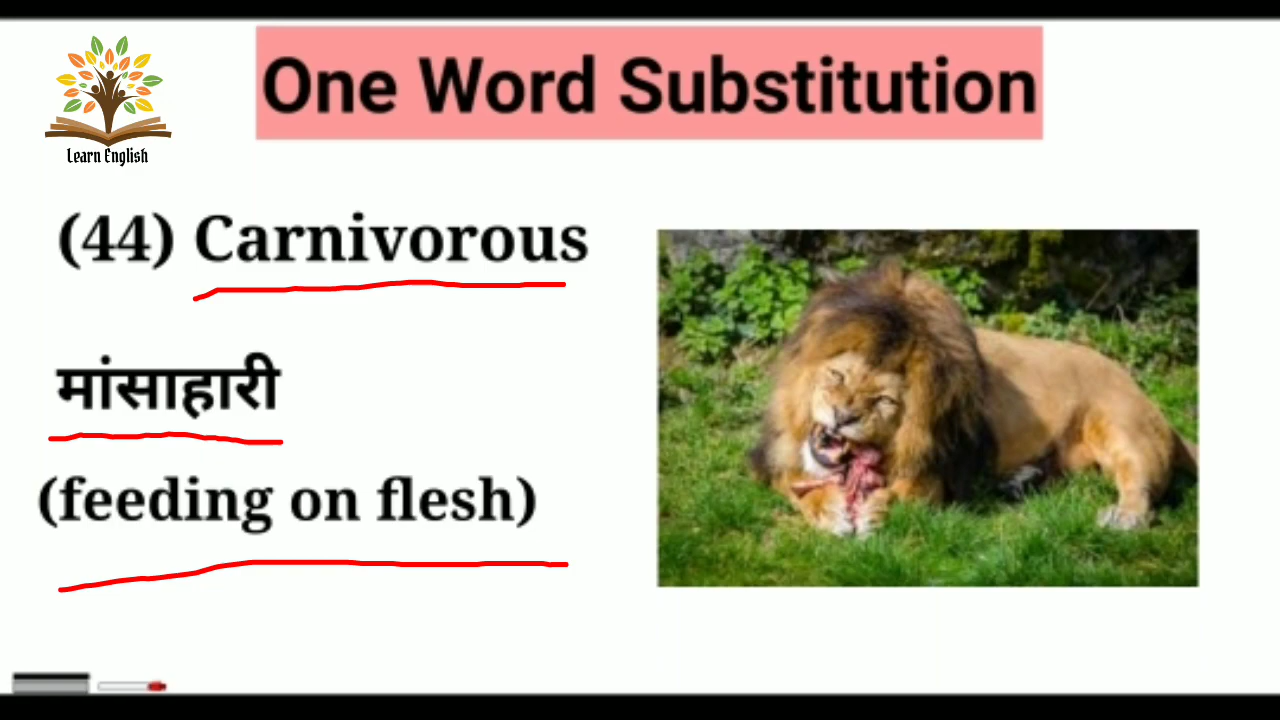 One Word Substitution
Learn English
(44) Carnivorous
मांसाहारी
(feeding on flesh)